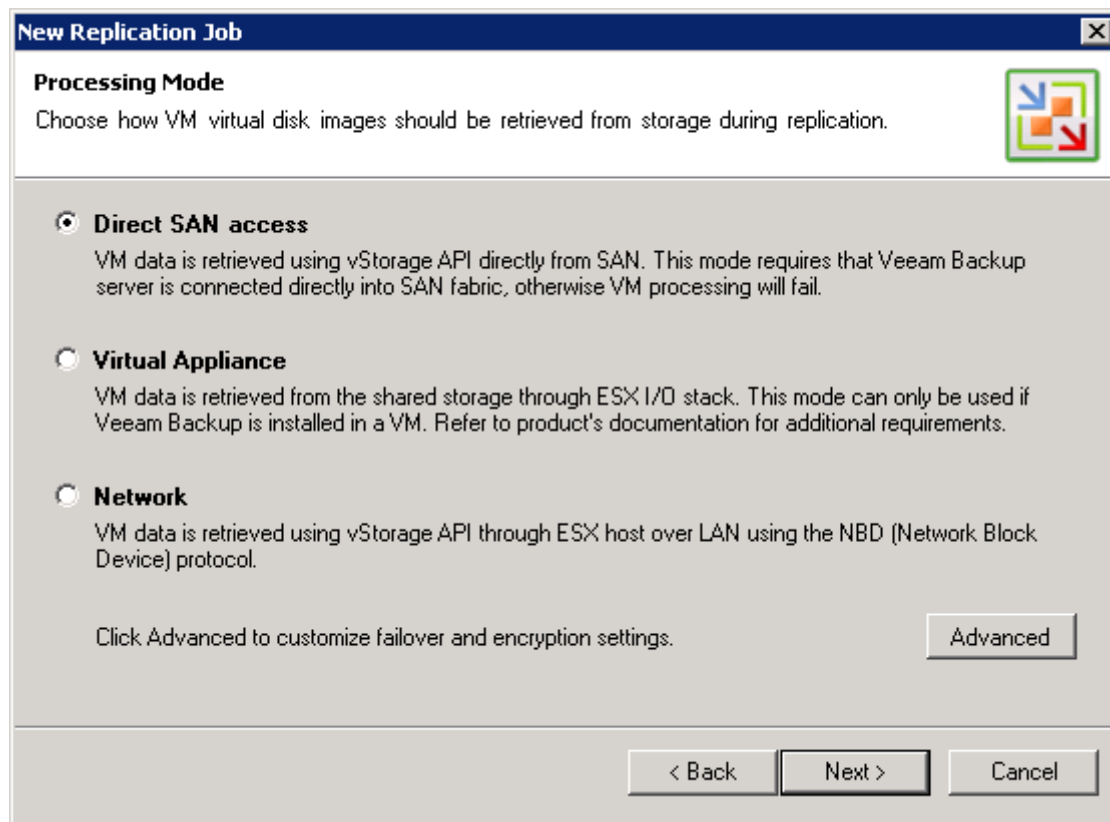 New Replication Job
Processing Mode
Choose how VM virtual disk images should be retrieved from storage during replication.
Direct SAN access
VM data is retrieved using vStorage API directly from SAN. This mode requires that Veeam Backup
server is connected directly into SAN fabric, otherwise VM processing will fail.
Virtual Appliance
VM data is retrieved from the shared storage through ESX I/O stack. This mode can only be used if
Veeam Backup is installed in a VM. Refer to product's documentation for additional requirements.
Network
VM data is retrieved using vStorage API through ESX host over LAN using the NBD (Network Block
Device) protocol.
Click Advanced to customize failover and encryption settings.
Advanced
< Back
Next >
Cancel